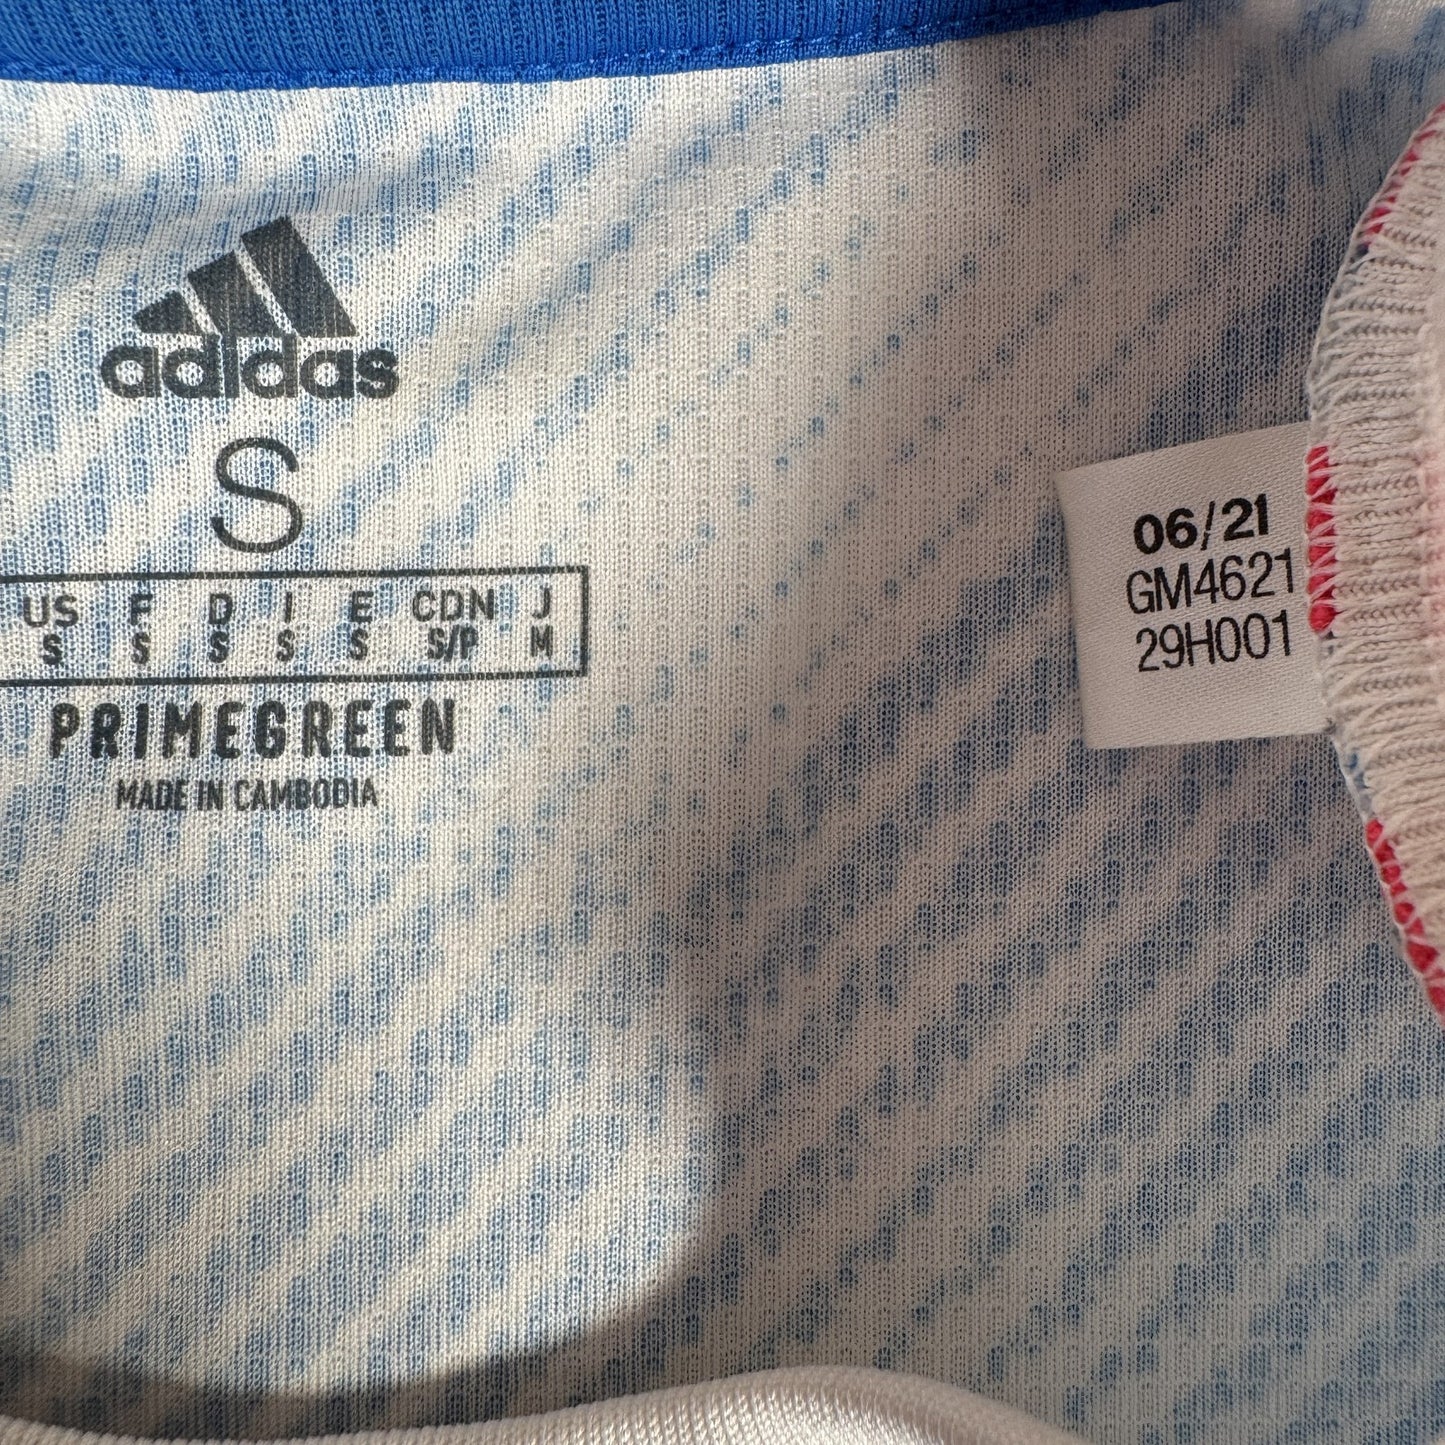 adidas
S
US F D I E CDN J
S S S S S S/P M
PRIMEGREEN
MADE IN CAMBODIA
06/21
GM4621
29H001